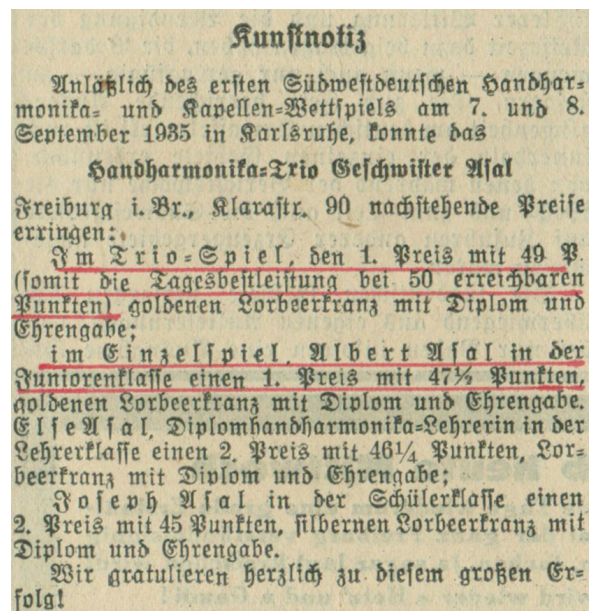 Kunstnotiz
Anläßlich des ersten Südwestdeutschen Handhar-
monika- und Kapellen-Wettspiels am 7. und 8.
September 1935 in Karlsruhe, konnte das
Handharmonika-Trio Geschwister Asal
Freiburg i. Br., Klarastr. 90 nachstehende Preise
erringen:
Im Trio-Spiel, den 1. Preis mit 49 P.
(somit die Tagesbestleistung bei 50 erreichbaren
Punkten) goldenen Lorbeerkranz mit Diplom und
Ehrengabe;
im Einzelspiel, Albert Asal in der
Juniorenklasse einen 1. Preis mit 47½ Punkten,
goldenen Lorbeerkranz mit Diplom und Ehrengabe.
Else Asal, Diplomhandharmonika-Lehrerin in der
Lehrerklasse einen 2. Preis mit 46¼ Punkten, Lor-
beerkranz mit Diplom und Ehrengabe;
Joseph Asal in der Schülerklasse einen
2. Preis mit 45 Punkten, silbernen Lorbeerkranz mit
Diplom und Ehrengabe.
Wir gratulieren herzlich zu diesem großen Er-
folg!